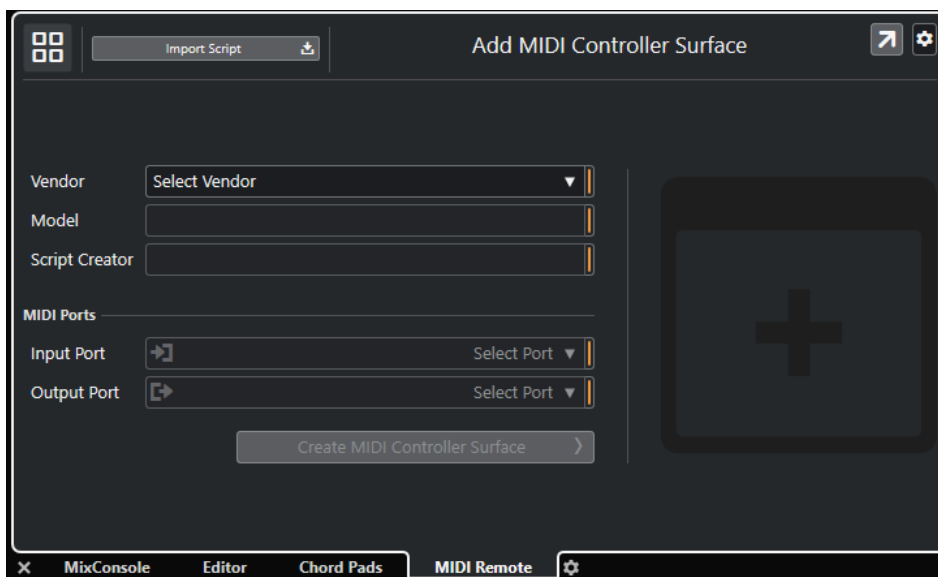 Import Script
Add MIDI Controller Surface
Vendor
Select Vendor
Model
Script Creator
MIDI Ports
Input Port
Select Port
Output Port
Select Port
Create MIDI Controller Surface
MixConsole
Editor
Chord Pads
MIDI Remote